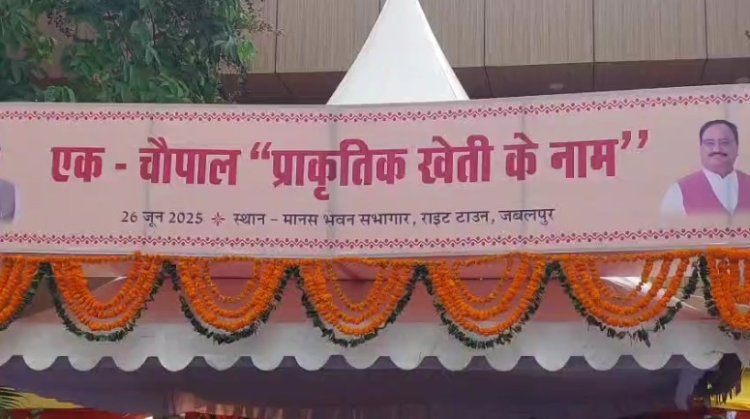 एक - चौपाल “प्राकृतिक खेती के नाम”
26 जून 2025 ✤ स्थान - मानस भवन सभागार, राइट टाउन, जबलपुर